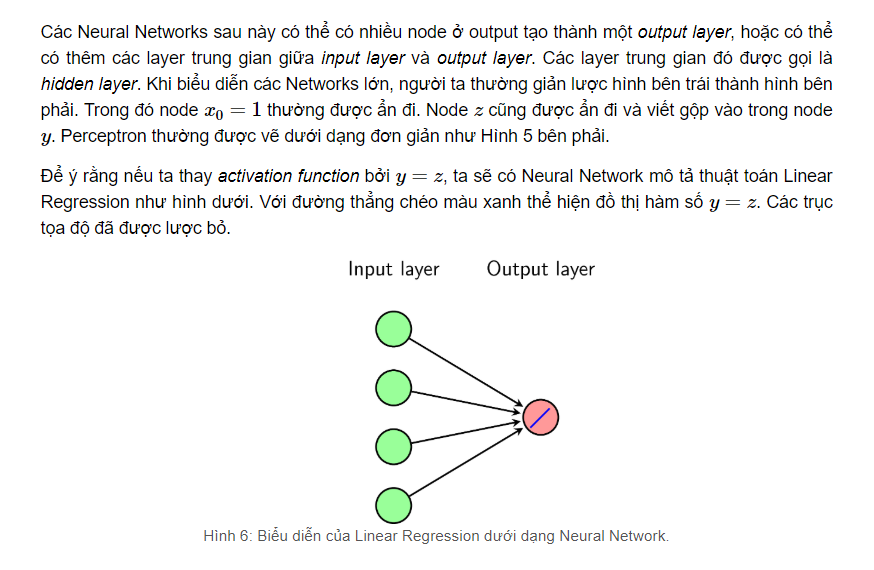 Các Neural Networks sau này có thể có nhiều node ở output tạo thành một output layer, hoặc có thể
có thêm các layer trung gian giữa input layer và output layer. Các layer trung gian đó được gọi là
hidden layer. Khi biểu diễn các Networks lớn, người ta thường giản lược hình bên trái thành hình bên
phải. Trong đó node x₀ = 1 thường được ẩn đi. Node z cũng được ẩn đi và viết gộp vào trong node
y. Perceptron thường được vẽ dưới dạng đơn giản như Hình 5 bên phải.
Để ý rằng nếu ta thay activation function bởi y = z, ta sẽ có Neural Network mô tả thuật toán Linear
Regression như hình dưới. Với đường thẳng chéo màu xanh thể hiện đồ thị hàm số y = z. Các trục
tọa độ đã được lược bỏ.
Input layer Output layer
Hình 6: Biểu diễn của Linear Regression dưới dạng Neural Network.